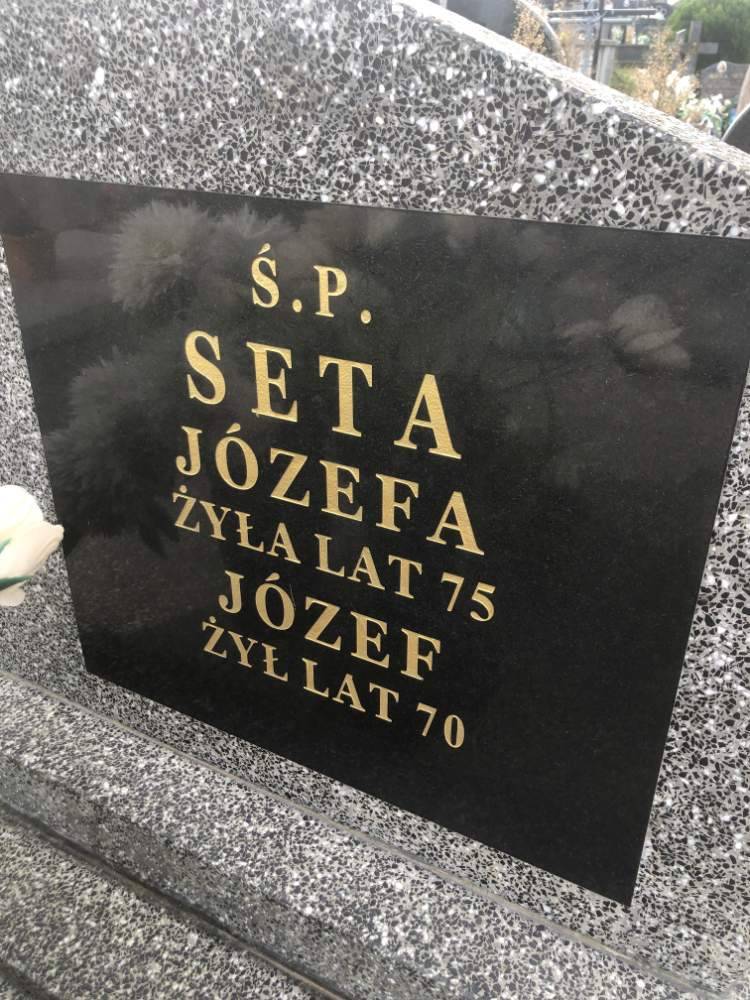 Ś.P.
SETA
JÓZEFA
ŻYŁA LAT 75
JÓZEF
ŻYŁ LAT 70